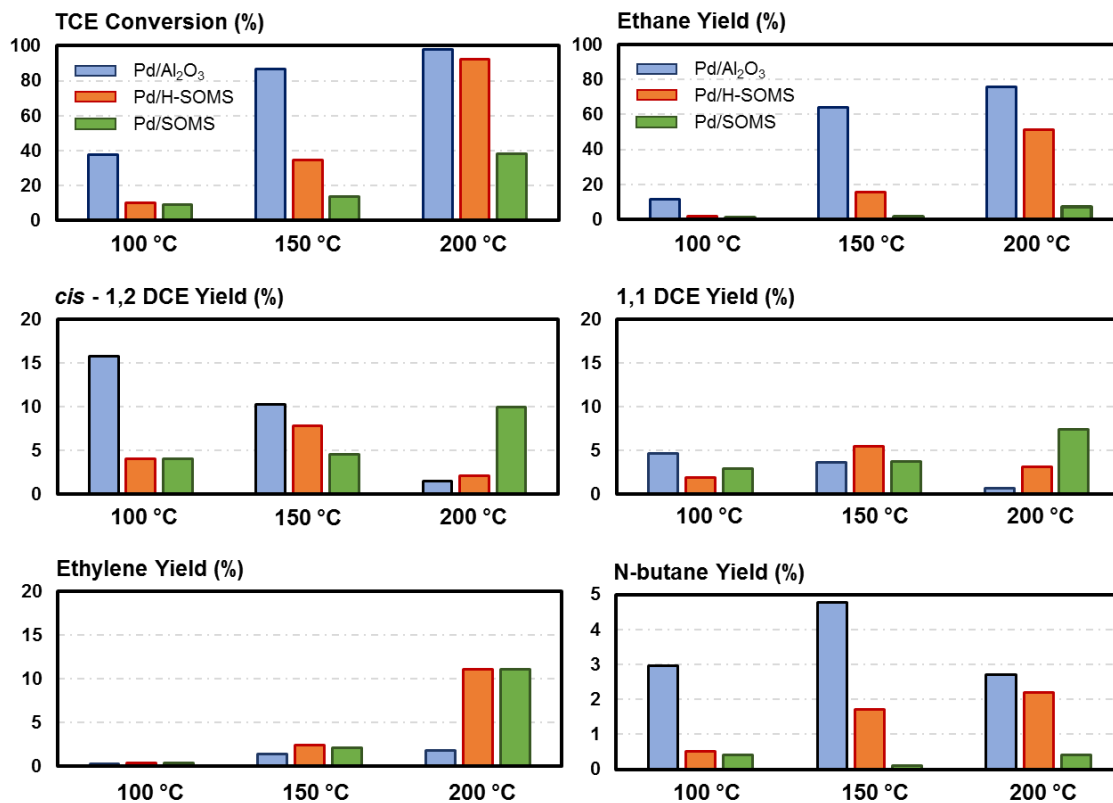 TCE Conversion (%)
100
80
60
40
20
0
Pd/Al₂O₃
Pd/H-SOMS
Pd/SOMS
100 °C 150 °C 200 °C
Ethane Yield (%)
100
80
60
40
20
0
Pd/Al₂O₃
Pd/H-SOMS
Pd/SOMS
100 °C 150 °C 200 °C
cis - 1,2 DCE Yield (%)
20
15
10
5
0
100 °C 150 °C 200 °C
1,1 DCE Yield (%)
20
15
10
5
0
100 °C 150 °C 200 °C
Ethylene Yield (%)
20
15
10
5
0
100 °C 150 °C 200 °C
N-butane Yield (%)
5
4
3
2
1
0
100 °C 150 °C 200 °C